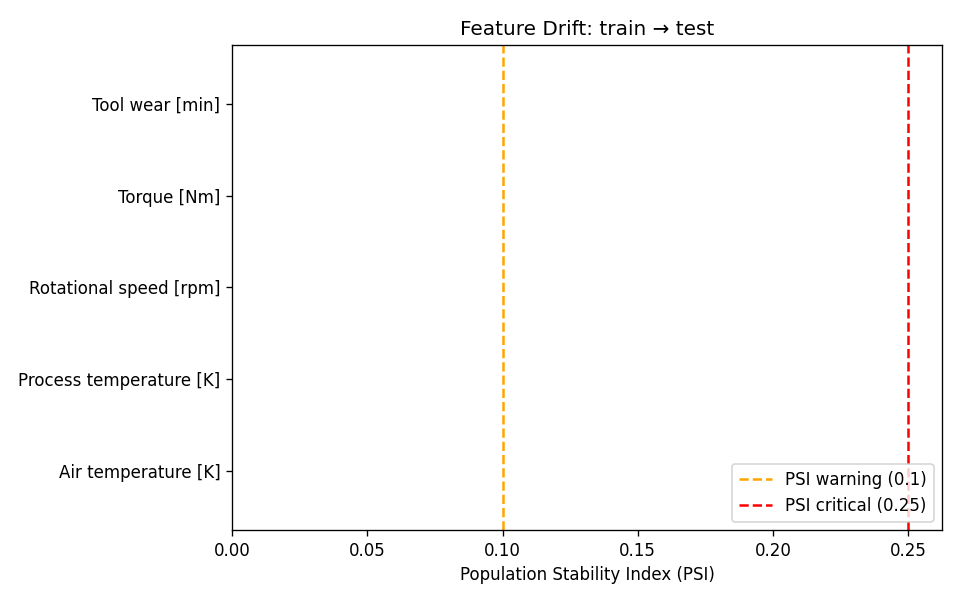 Feature Drift: train → test
Tool wear [min]
Torque [Nm]
Rotational speed [rpm]
Process temperature [K]
Air temperature [K]
PSI warning (0.1)
PSI critical (0.25)
0.00 0.05 0.10 0.15 0.20 0.25
Population Stability Index (PSI)